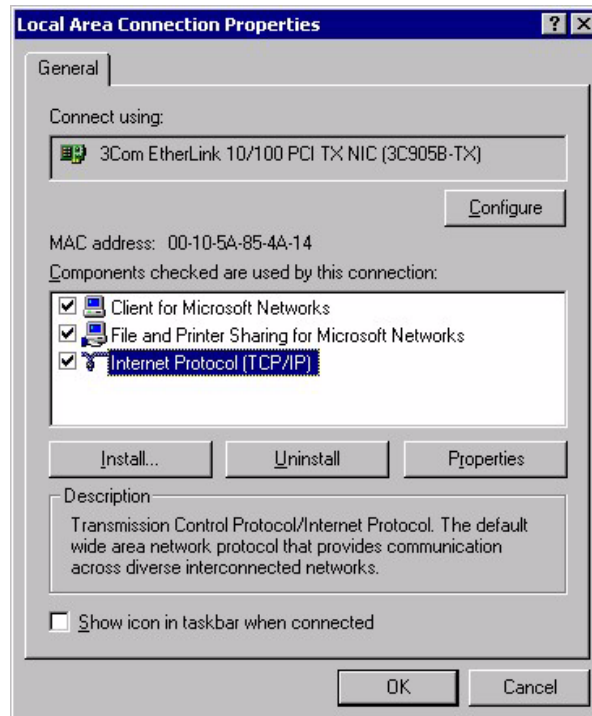 Local Area Connection Properties
General
Connect using:
3Com EtherLink 10/100 PCI TX NIC (3C905B-TX)
Configure
MAC address: 00-10-5A-85-4A-14
Components checked are used by this connection:
Client for Microsoft Networks
File and Printer Sharing for Microsoft Networks
Internet Protocol (TCP/IP)
Install... Uninstall Properties
Description
Transmission Control Protocol/Internet Protocol. The default
wide area network protocol that provides communication
across diverse interconnected networks.
Show icon in taskbar when connected
OK Cancel